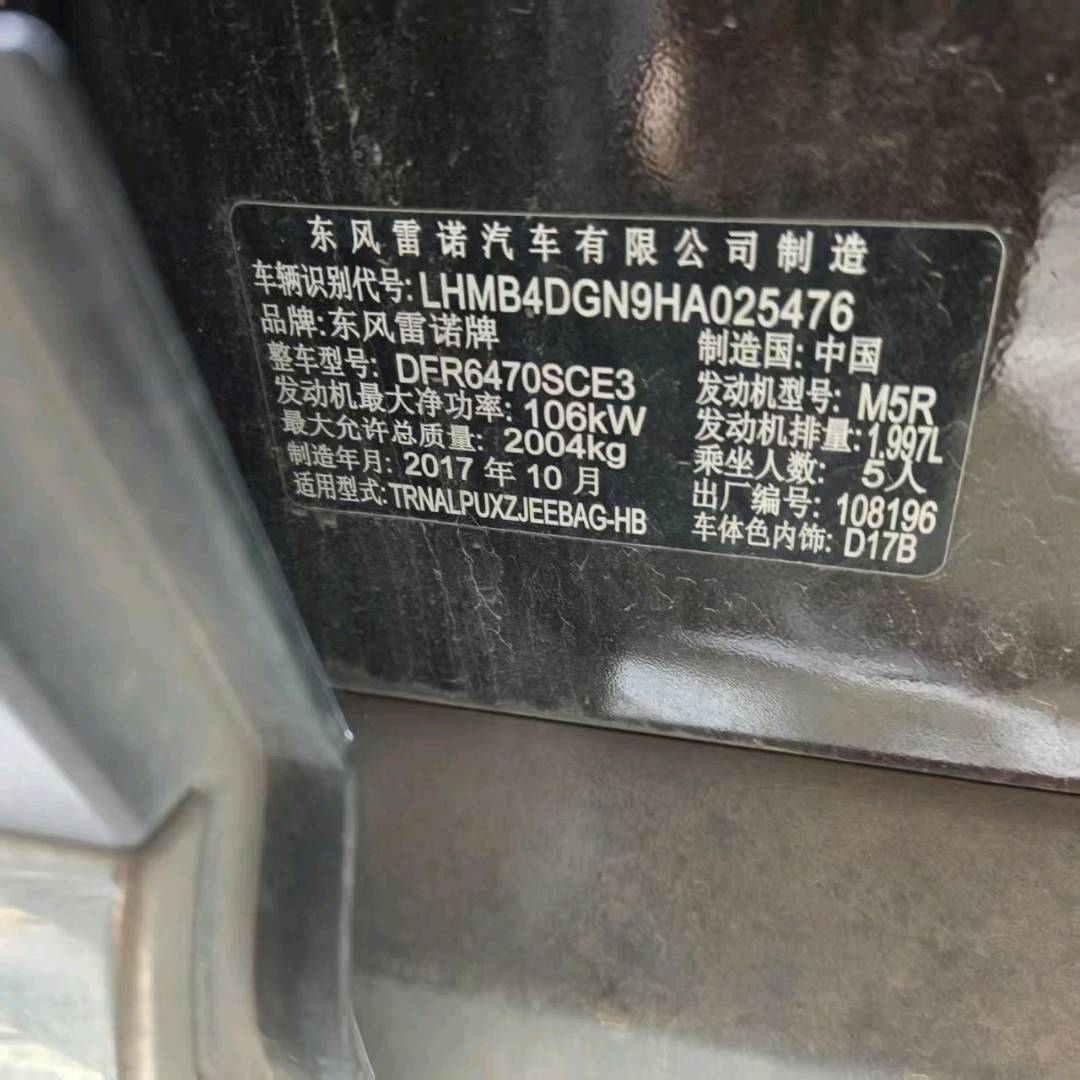 东风雷诺汽车有限公司制造
车辆识别代号:LHMB4DGN9HA025476
品牌:东风雷诺牌 制造国:中国
整车型号:DFR6470SCE3 发动机型号:M5R
发动机最大净功率:106kW 发动机排量:1.997L
最大允许总质量:2004kg 乘坐人数:5人
制造年月:2017年10月 出厂编号:108196
适用型式:TRNALPUXZJEEBAG-HB 车体色内饰:D17B